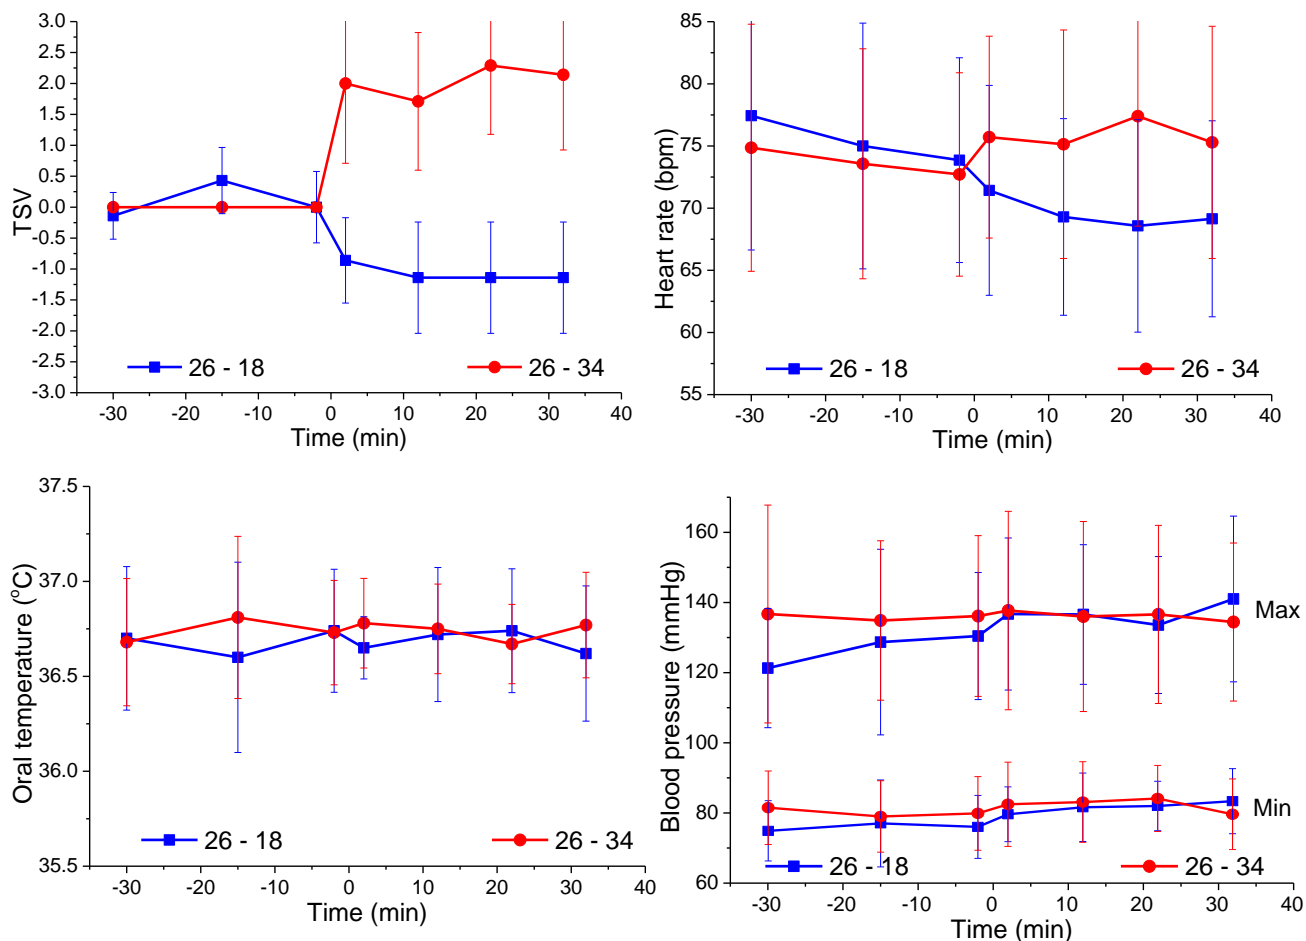 TSV
3.0
2.5
2.0
1.5
1.0
0.5
0.0
-0.5
-1.0
-1.5
-2.0
-2.5
-3.0
26 - 18
26 - 34
-30 -20 -10 0 10 20 30 40
Time (min)
Heart rate (bpm)
85
80
75
70
65
60
55
26 - 18
26 - 34
-30 -20 -10 0 10 20 30 40
Time (min)
Oral temperature (°C)
37.5
37.0
36.5
36.0
35.5
26 - 18
26 - 34
-30 -20 -10 0 10 20 30 40
Time (min)
Blood pressure (mmHg)
160
140
120
100
80
60
Max
Min
26 - 18
26 - 34
-30 -20 -10 0 10 20 30 40
Time (min)